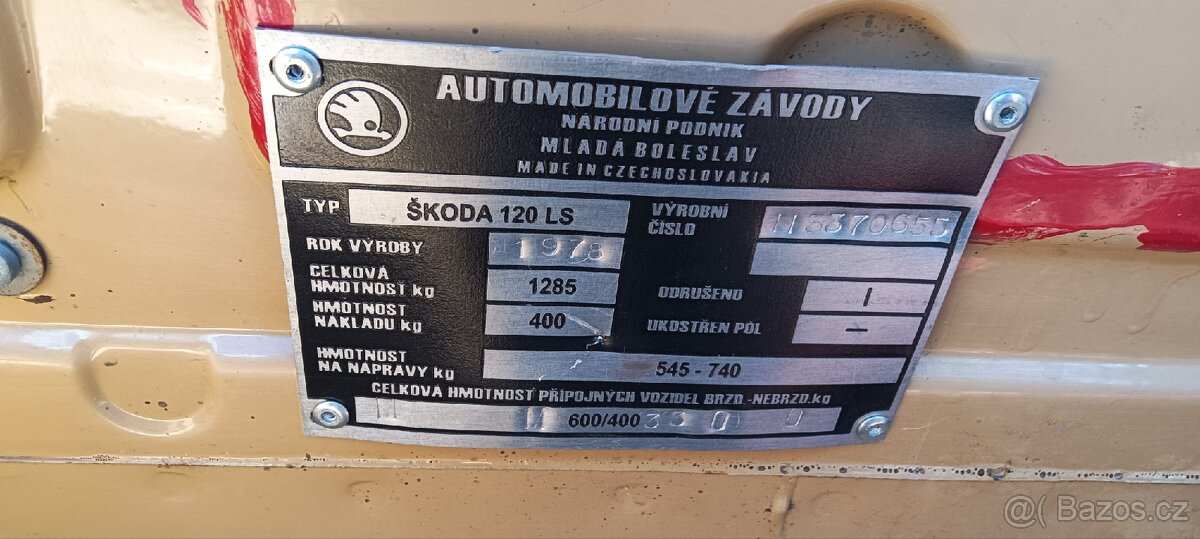 AUTOMOBILOVÉ ZÁVODY
NÁRODNÍ PODNIK
MLADÁ BOLESLAV
MADE IN CZECHOSLOVAKIA
TYP ŠKODA 120 LS
VÝROBNÍ ČÍSLO 3370655
ROK VÝROBY 1978
CELKOVÁ HMOTNOST kg 1285
ODRUŠENO I
HMOTNOST NÁKLADU kg 400
UKOSTŘEN PÓL –
HMOTNOST NA NÁPRAVY kg 545 - 740
CELKOVÁ HMOTNOST PŘÍPOJNÝCH VOZIDEL BRZD.-NEBRZD.kg
600/400
@( Bazos.cz